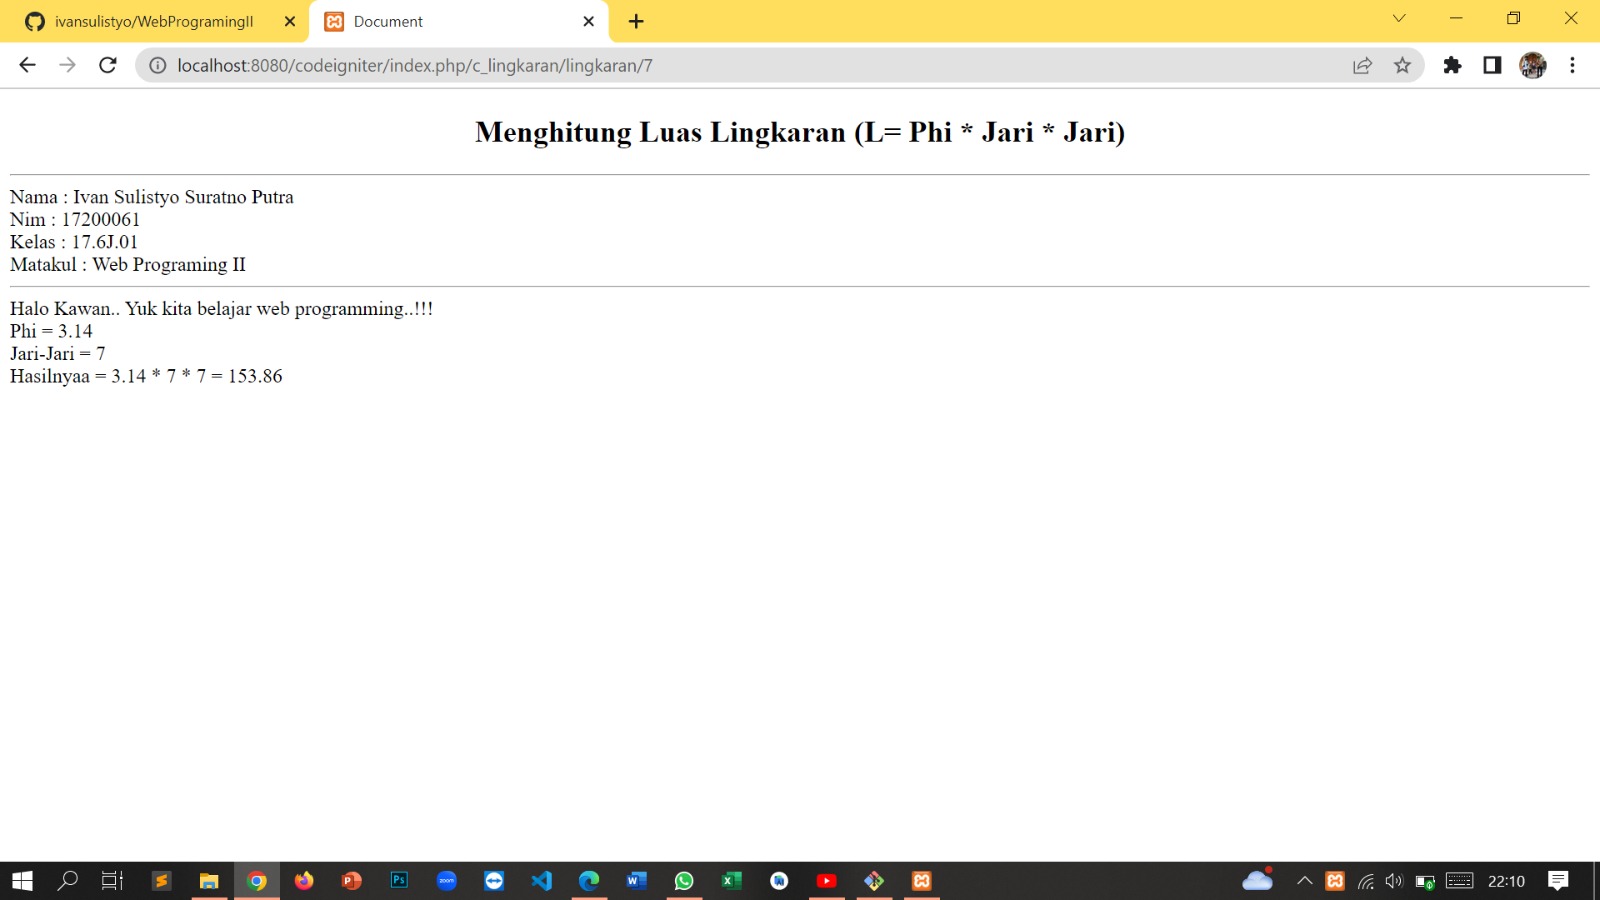 ivansulistyo/WebProgramingII
Document
localhost:8080/codeigniter/index.php/c_lingkaran/lingkaran/7
Menghitung Luas Lingkaran (L= Phi * Jari * Jari)
Nama : Ivan Sulistyo Suratno Putra
Nim : 17200061
Kelas : 17.6J.01
Matakul : Web Programing II
Halo Kawan.. Yuk kita belajar web programming..!!!
Phi = 3.14
Jari-Jari = 7
Hasilnyaa = 3.14 * 7 * 7 = 153.86
22:10